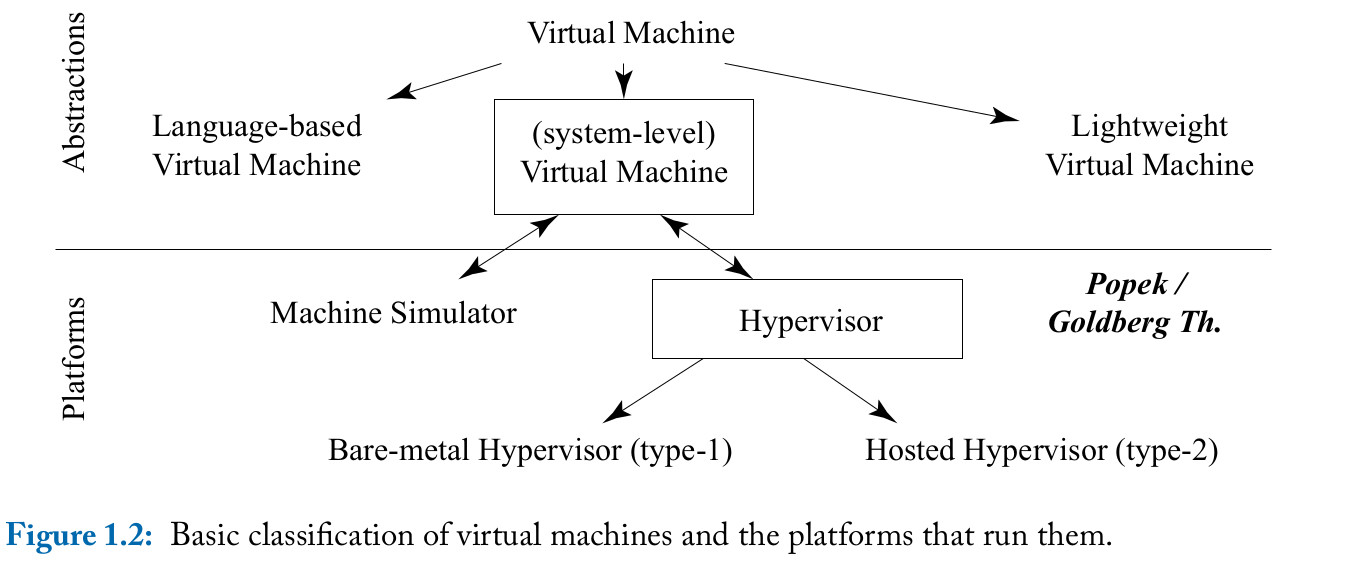 Abstractions
Virtual Machine
Language-based
Virtual Machine
(system-level)
Virtual Machine
Lightweight
Virtual Machine
Platforms
Machine Simulator
Hypervisor
Popek /
Goldberg Th.
Bare-metal Hypervisor (type-1)
Hosted Hypervisor (type-2)
Figure 1.2: Basic classification of virtual machines and the platforms that run them.